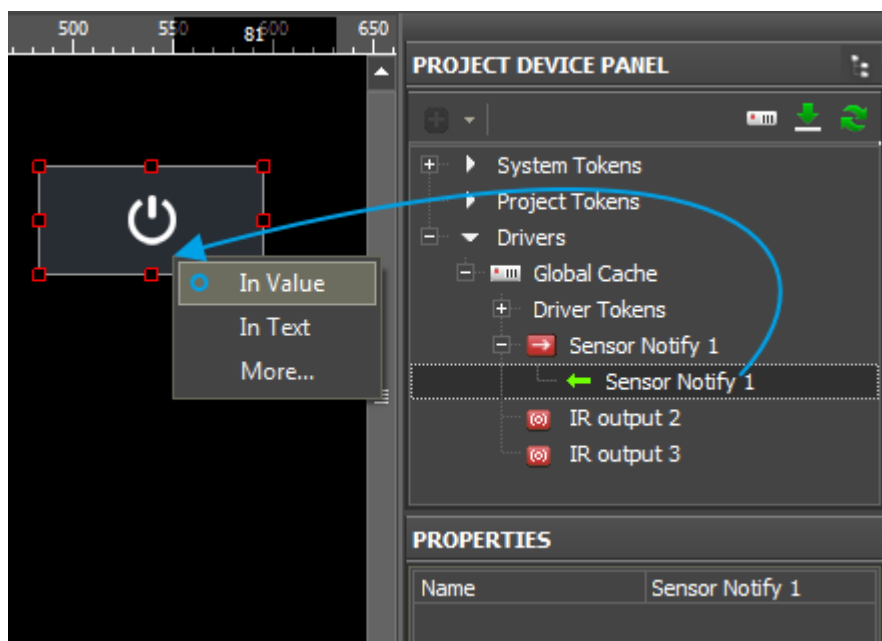 500 550 81 600 650
PROJECT DEVICE PANEL
System Tokens
Project Tokens
Drivers
Global Cache
Driver Tokens
Sensor Notify 1
Sensor Notify 1
IR output 2
IR output 3
In Value
In Text
More...
PROPERTIES
Name Sensor Notify 1